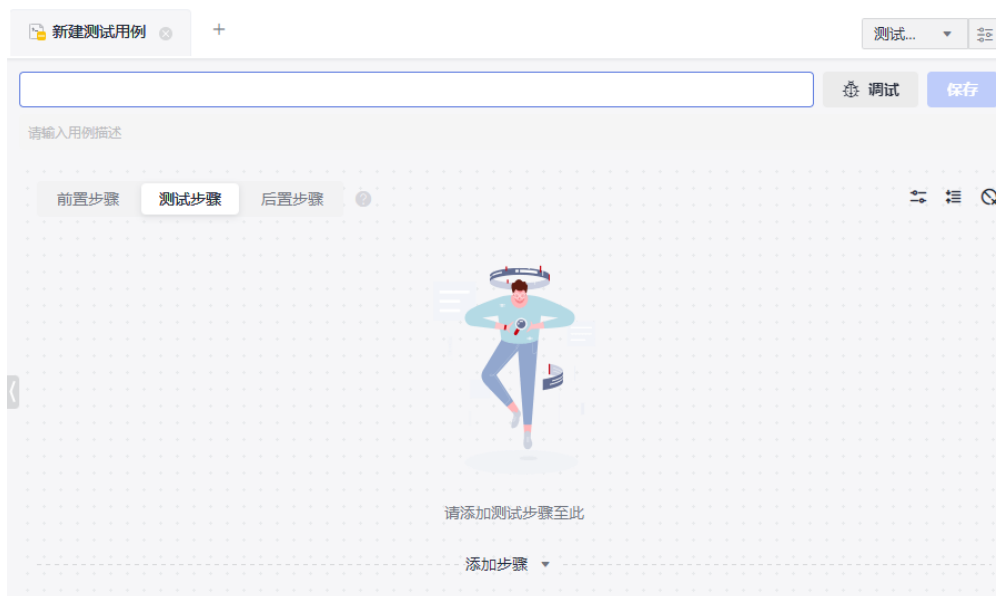 新建测试用例
测试...
调试
保存
请输入用例描述
前置步骤 测试步骤 后置步骤
请添加测试步骤至此
添加步骤